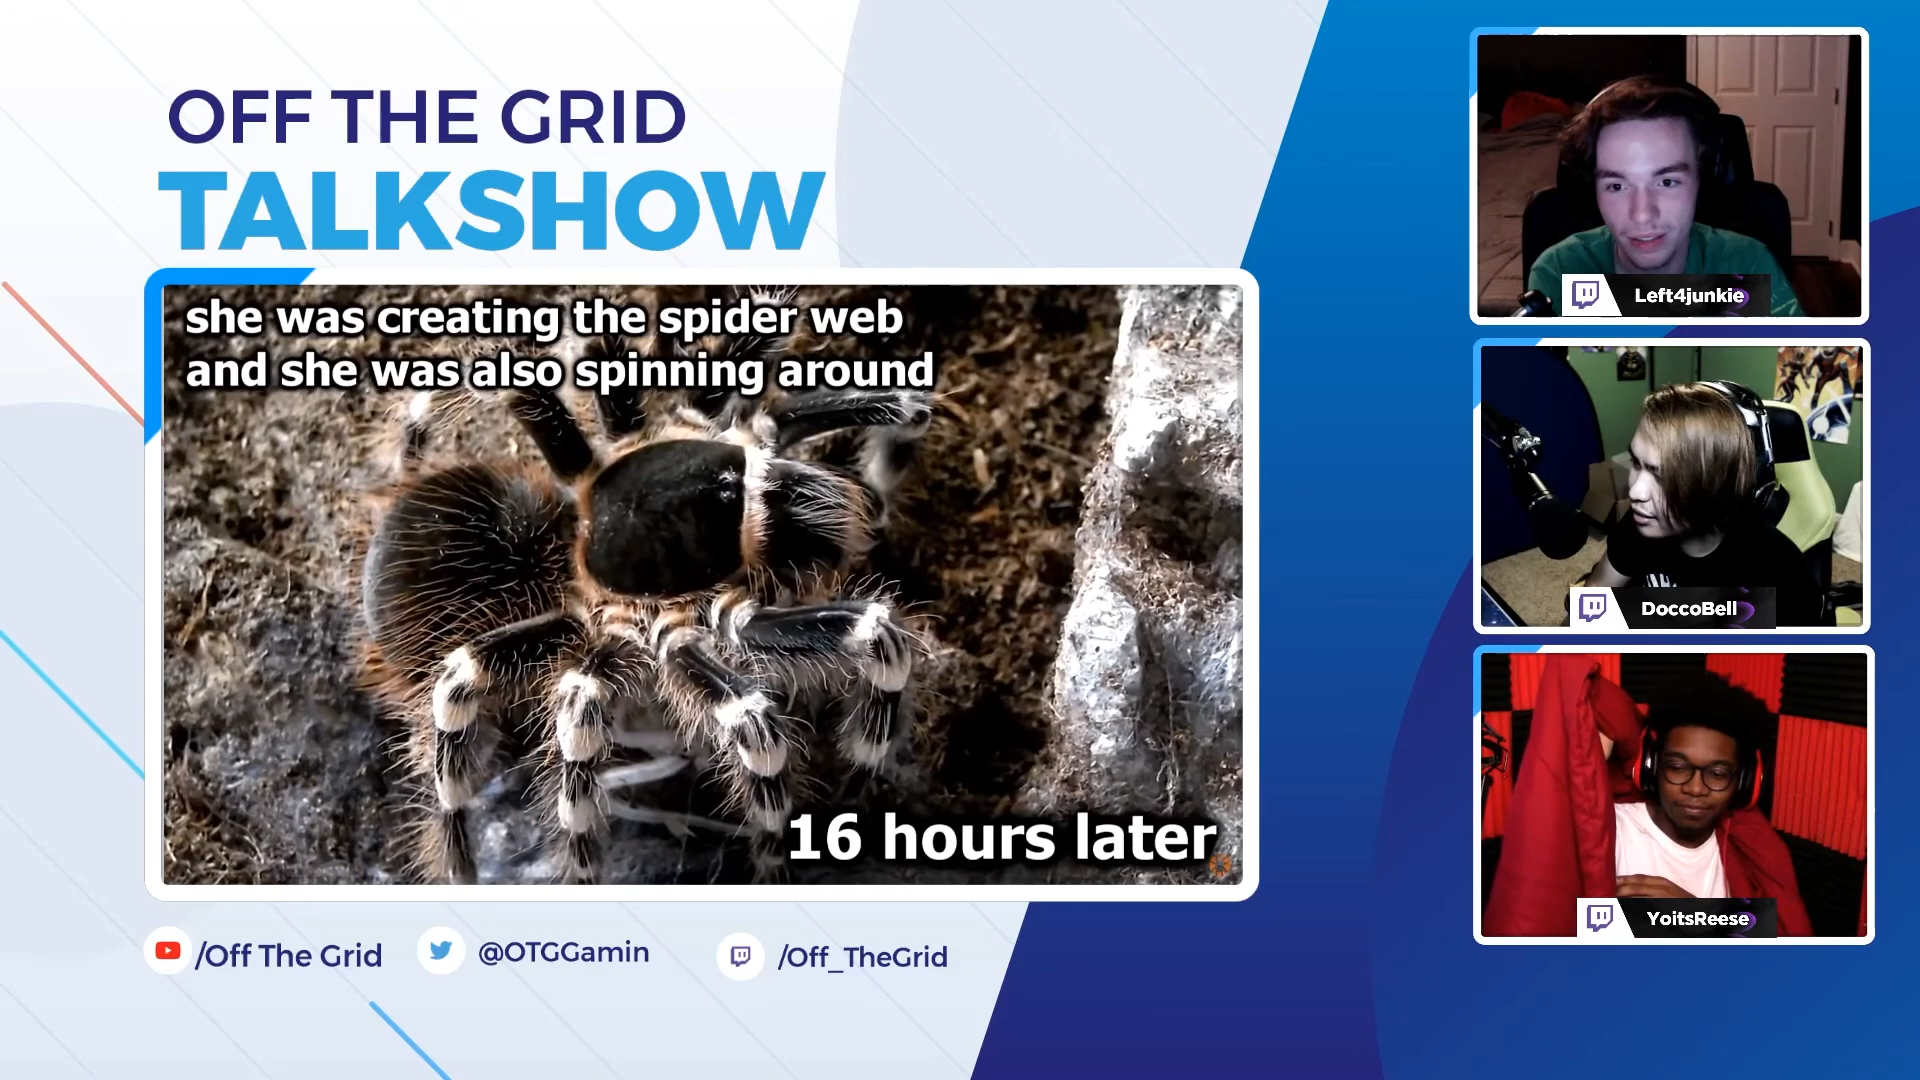 OFF THE GRID
TALKSHOW
she was creating the spider web
and she was also spinning around
16 hours later
/Off The Grid
@OTGGamin
/Off_TheGrid
Left4junkie
DoccoBell
YoitsReese